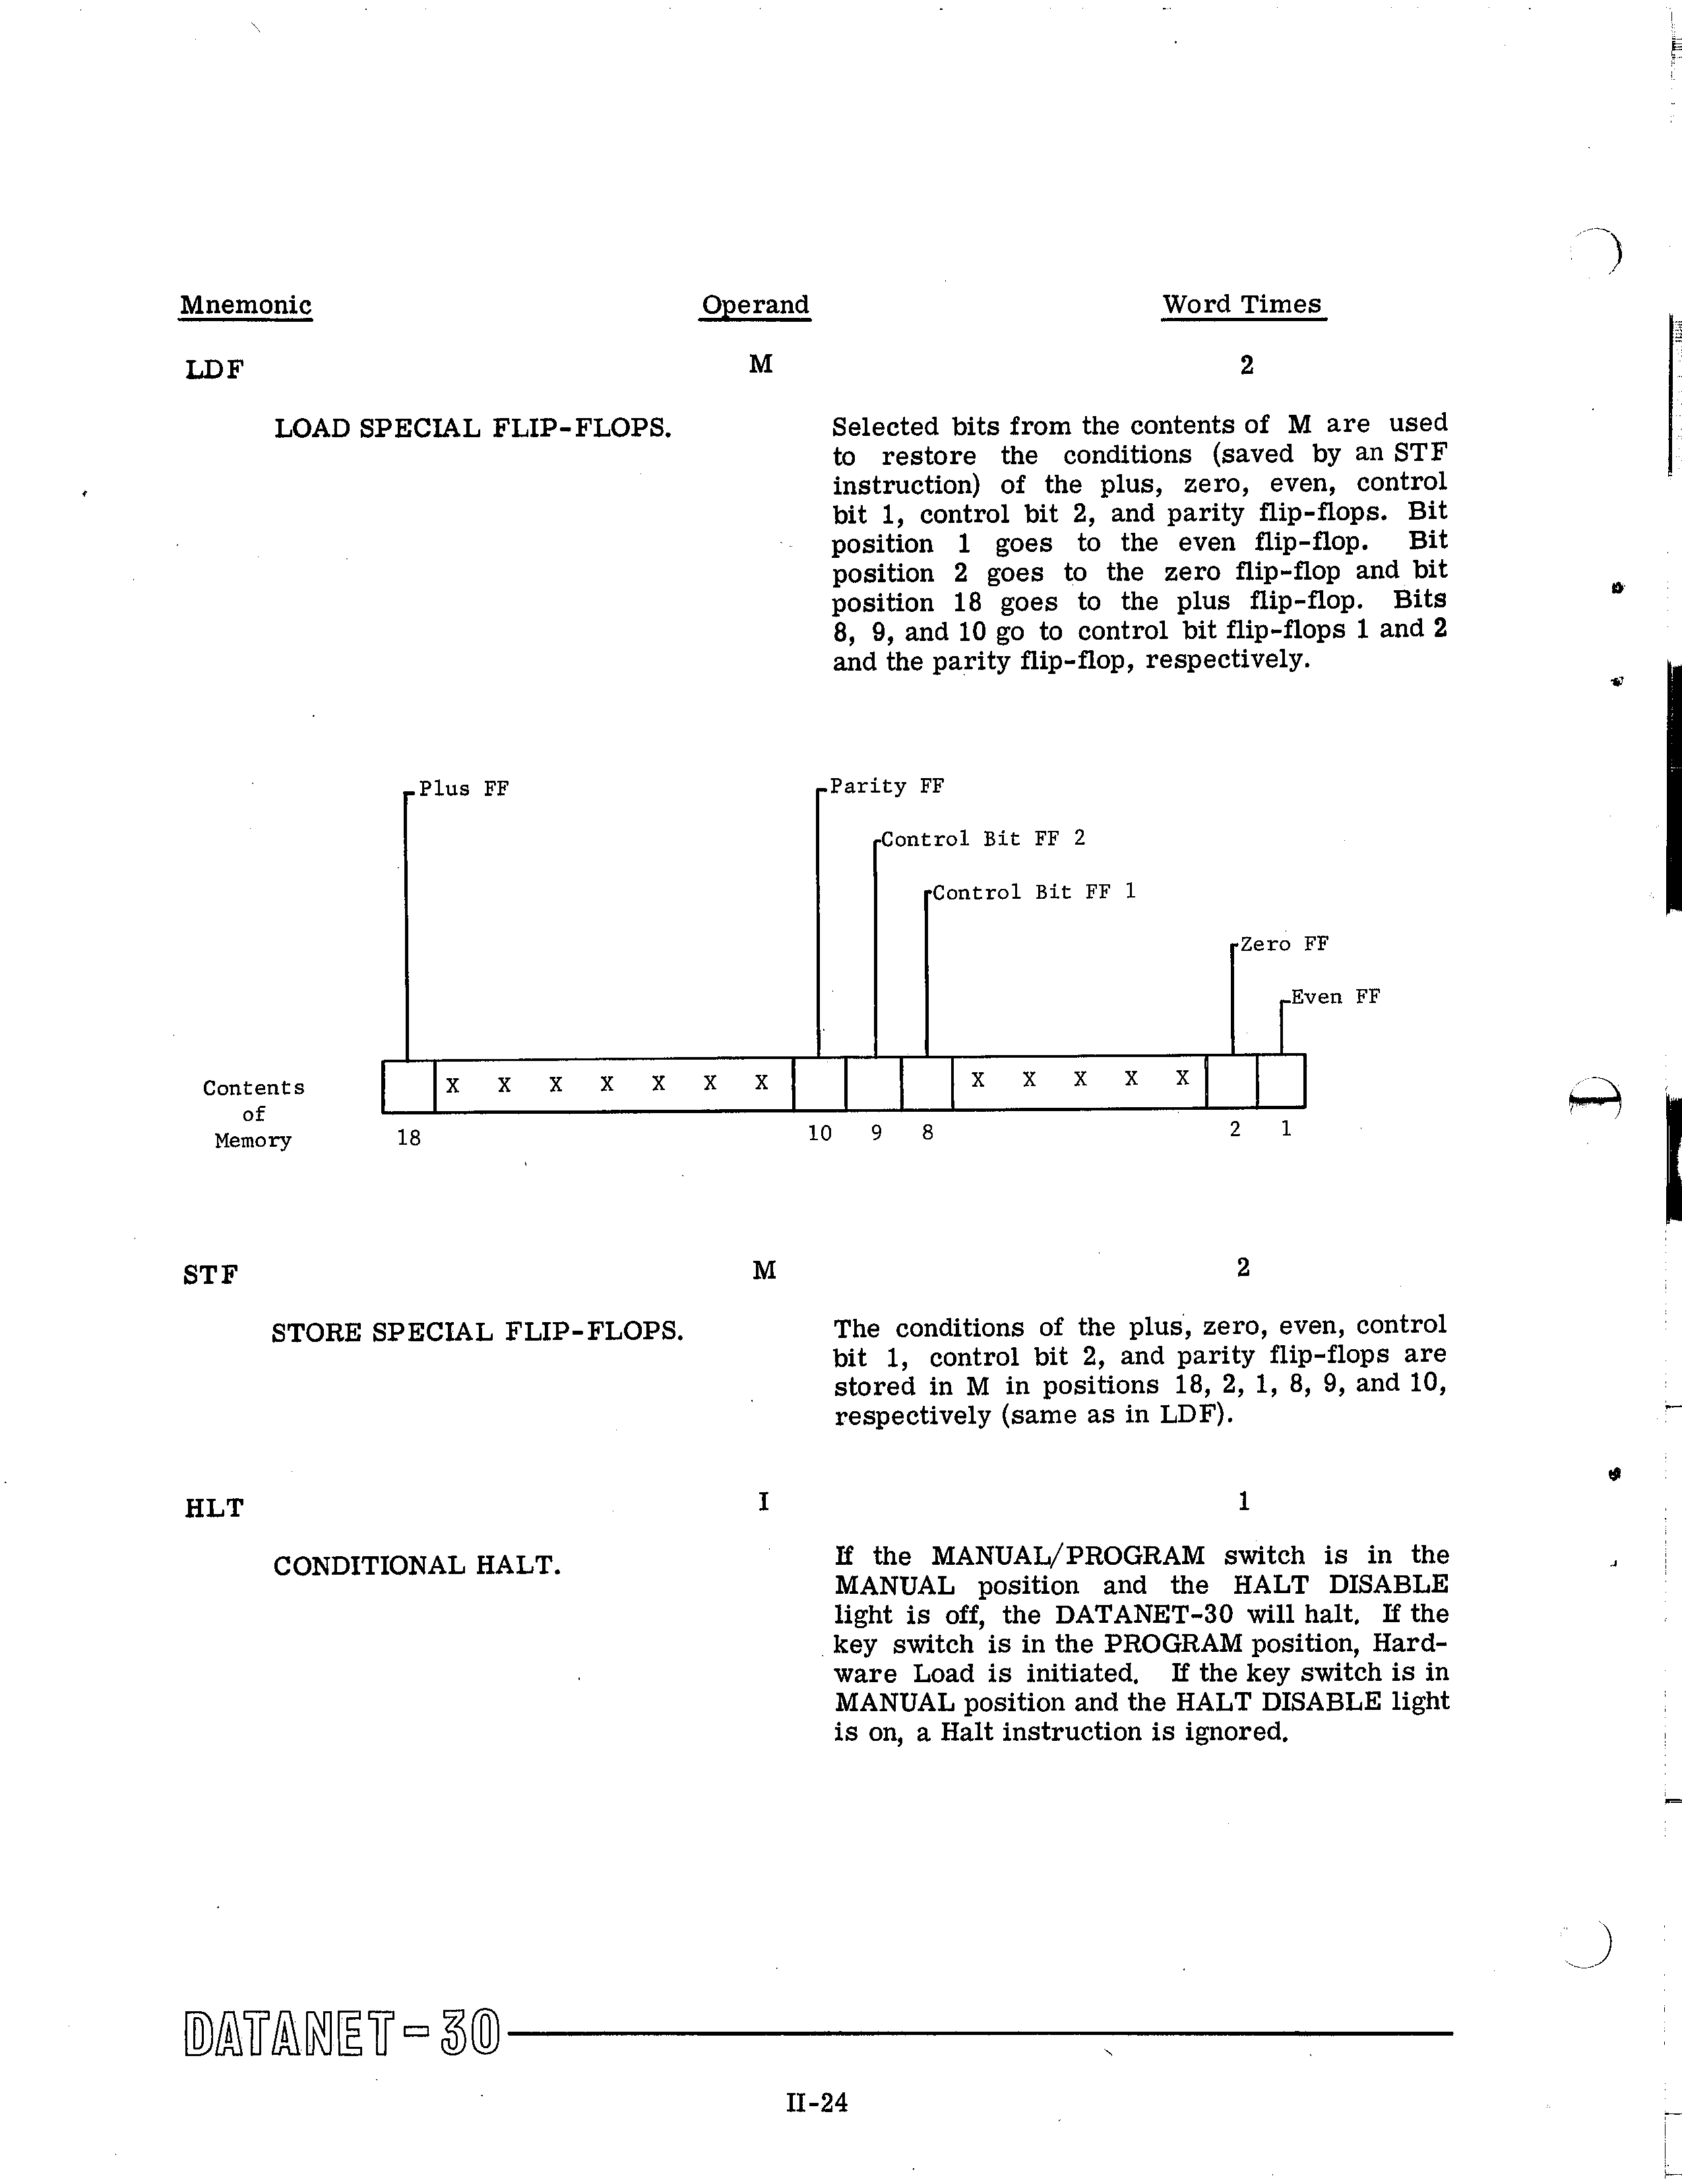 Mnemonic Operand Word Times
LDF M 2
LOAD SPECIAL FLIP-FLOPS.
Selected bits from the contents of M are used
to restore the conditions (saved by an STF
instruction) of the plus, zero, even, control
bit 1, control bit 2, and parity flip-flops. Bit
position 1 goes to the even flip-flop. Bit
position 2 goes to the zero flip-flop and bit
position 18 goes to the plus flip-flop. Bits
8, 9, and 10 go to control bit flip-flops 1 and 2
and the parity flip-flop, respectively.
Plus FF
Parity FF
Control Bit FF 2
Control Bit FF 1
Zero FF
Even FF
Contents
of
Memory
X X X X X X X X X X X X
18 10 9 8 2 1
STF M 2
STORE SPECIAL FLIP-FLOPS.
The conditions of the plus, zero, even, control
bit 1, control bit 2, and parity flip-flops are
stored in M in positions 18, 2, 1, 8, 9, and 10,
respectively (same as in LDF).
HLT I 1
CONDITIONAL HALT.
If the MANUAL/PROGRAM switch is in the
MANUAL position and the HALT DISABLE
light is off, the DATANET-30 will halt. If the
key switch is in the PROGRAM position, Hard-
ware Load is initiated. If the key switch is in
MANUAL position and the HALT DISABLE light
is on, a Halt instruction is ignored.
DATANET-30
II-24